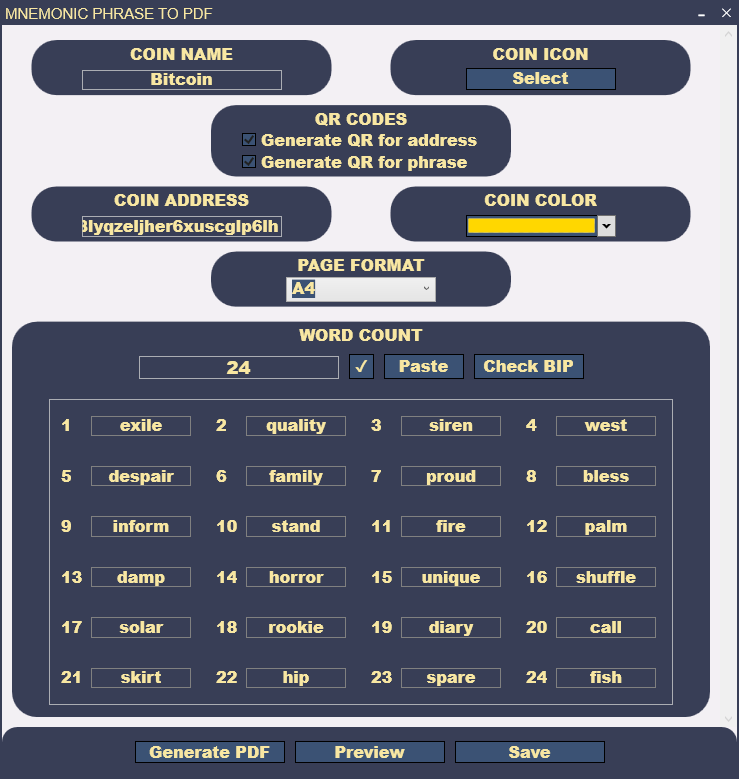 MNEMONIC PHRASE TO PDF
COIN NAME
Bitcoin
COIN ICON
Select
QR CODES
Generate QR for address
Generate QR for phrase
COIN ADDRESS
COIN COLOR
PAGE FORMAT
A4
WORD COUNT
24 ✓ Paste Check BIP
1 exile 2 quality 3 siren 4 west
5 despair 6 family 7 proud 8 bless
9 inform 10 stand 11 fire 12 palm
13 damp 14 horror 15 unique 16 shuffle
17 solar 18 rookie 19 diary 20 call
21 skirt 22 hip 23 spare 24 fish
Generate PDF Preview Save